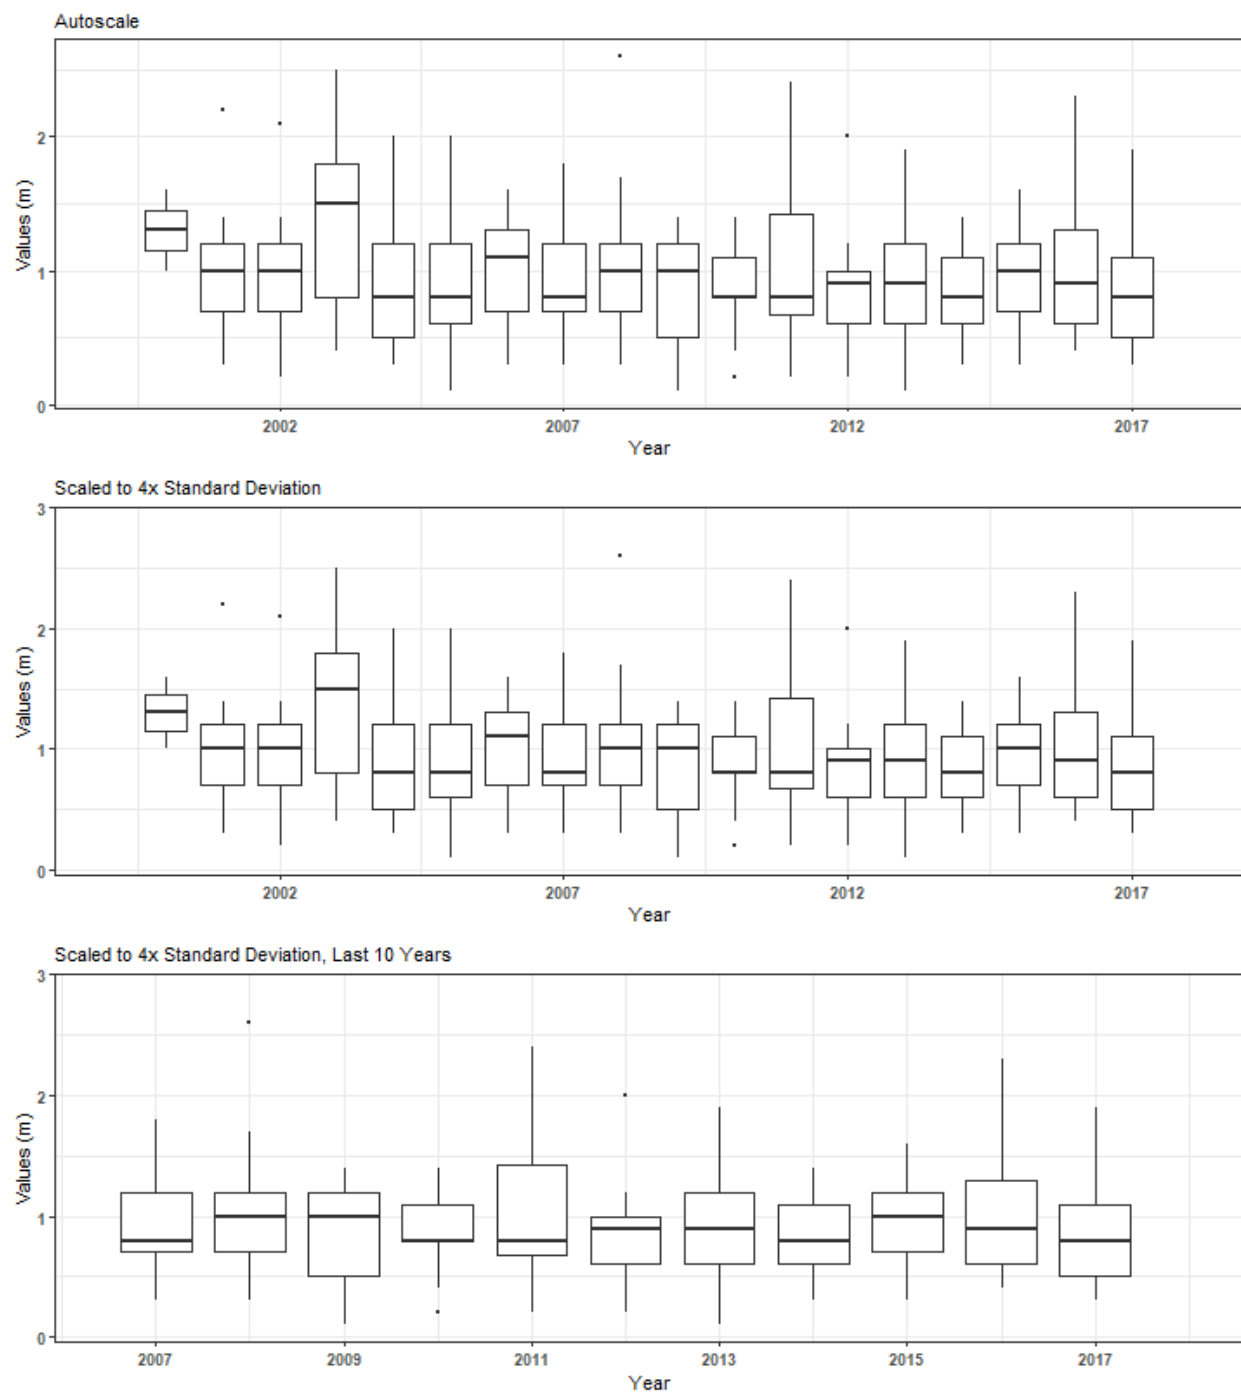 Autoscale
2
1
0
Values (m)
2002 2007 2012 2017
Year
Scaled to 4x Standard Deviation
3
2
1
0
Values (m)
2002 2007 2012 2017
Year
Scaled to 4x Standard Deviation, Last 10 Years
3
2
1
0
Values (m)
2007 2009 2011 2013 2015 2017
Year